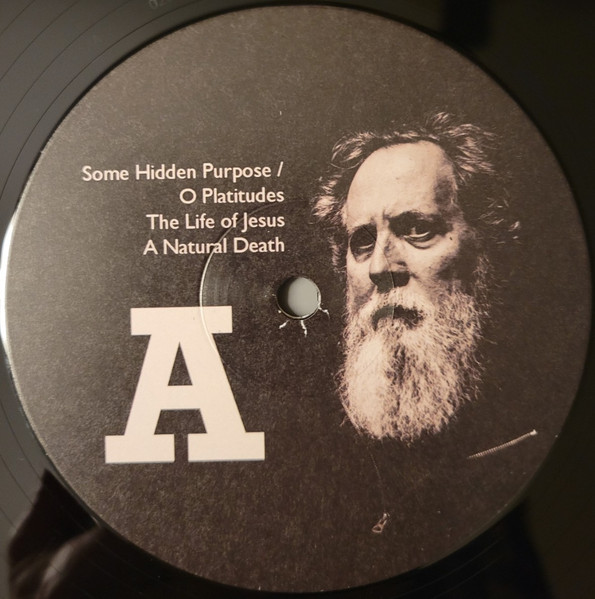 Some Hidden Purpose /
O Platitudes
The Life of Jesus
A Natural Death
A